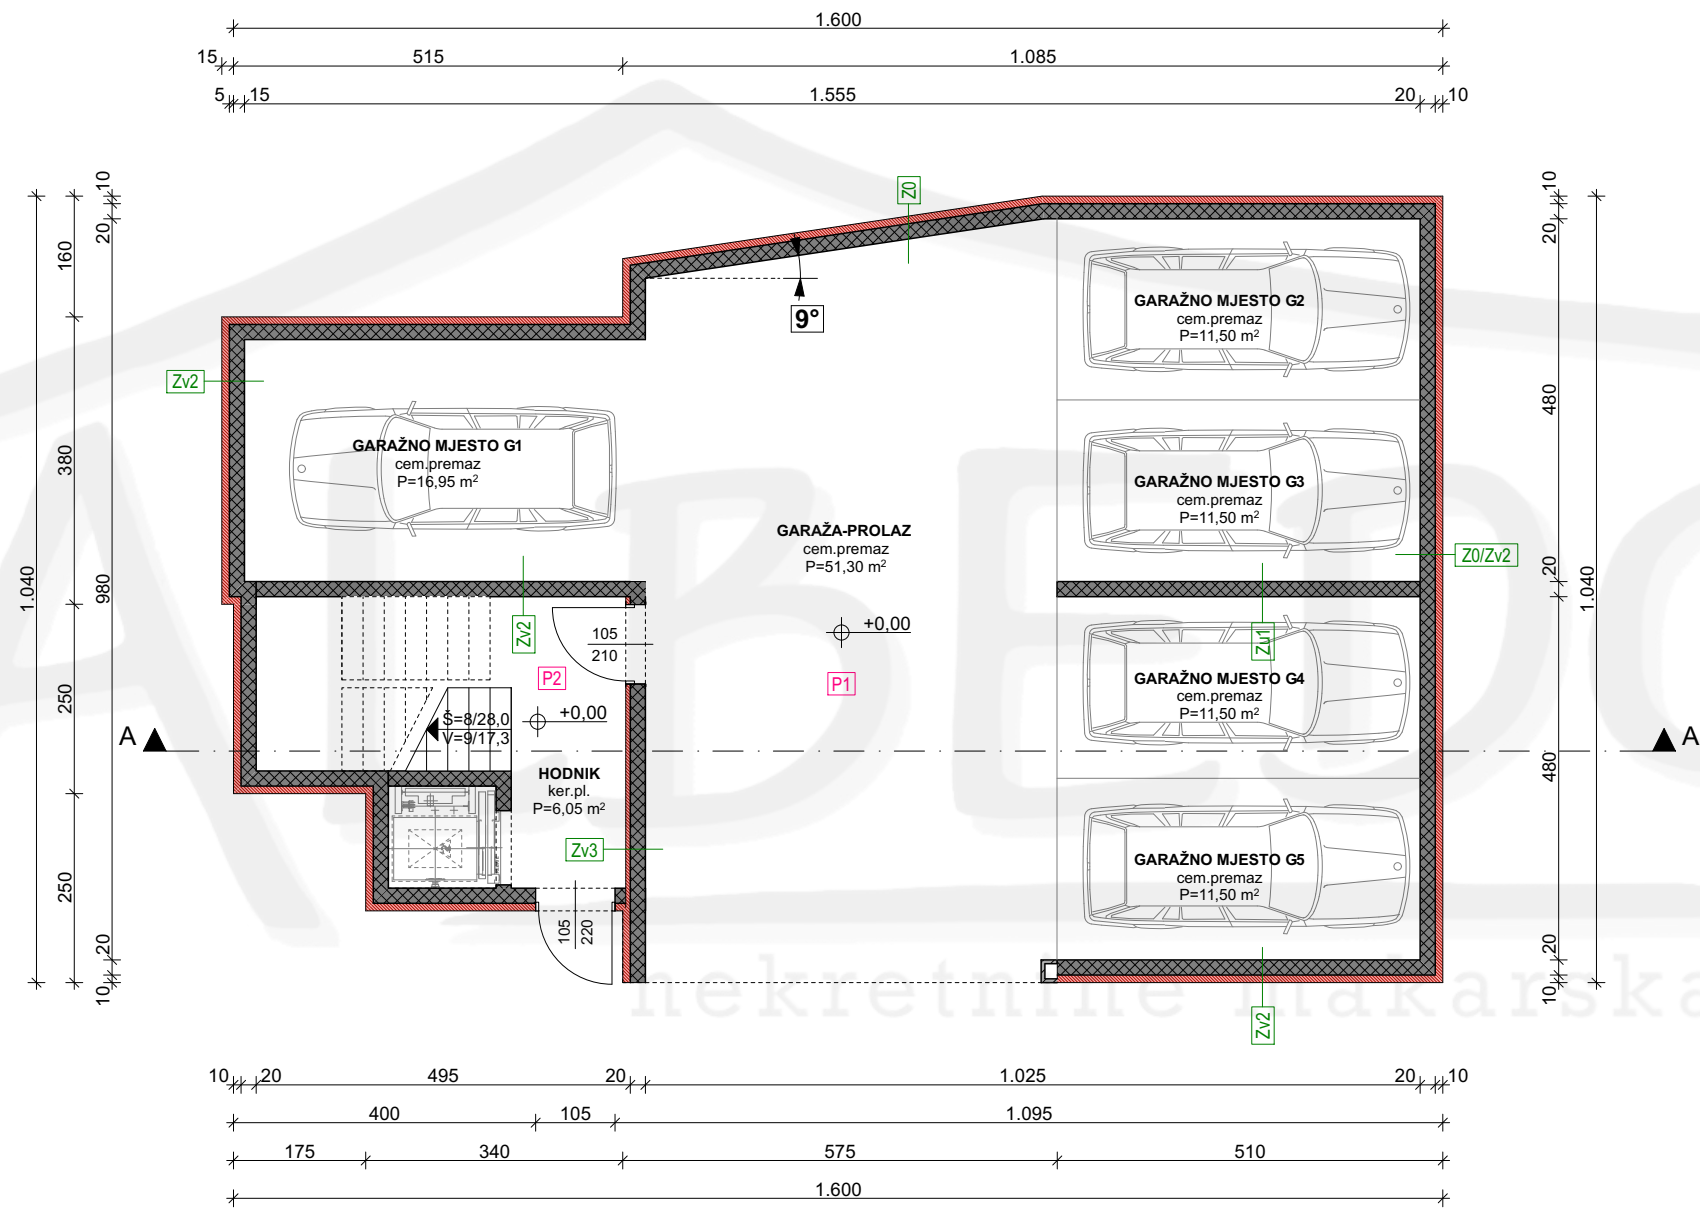 1.600
15 515 1.085
5 15 1.555 20 10
10
20
160
380
980
1.040
250
250
20
10
Z0
9°
Zv2
GARAŽNO MJESTO G1
cem.premaz
P=16,95 m²
GARAŽNO MJESTO G2
cem.premaz
P=11,50 m²
GARAŽNO MJESTO G3
cem.premaz
P=11,50 m²
GARAŽA-PROLAZ
cem.premaz
P=51,30 m²
Z0/Zv2
+0,00
P1
Zv2
105
210
P2
Š=8/28,0
V=9/17,3
+0,00
Zu1
GARAŽNO MJESTO G4
cem.premaz
P=11,50 m²
A
A
HODNIK
ker.pl.
P=6,05 m²
Zv3
GARAŽNO MJESTO G5
cem.premaz
P=11,50 m²
105
220
Zv2
10
20
480
20
1.040
480
20
10
ALBEDO
nekretnine makarska
10 20 495 20 1.025 20 10
400 105 1.095
175 340 575 510
1.600